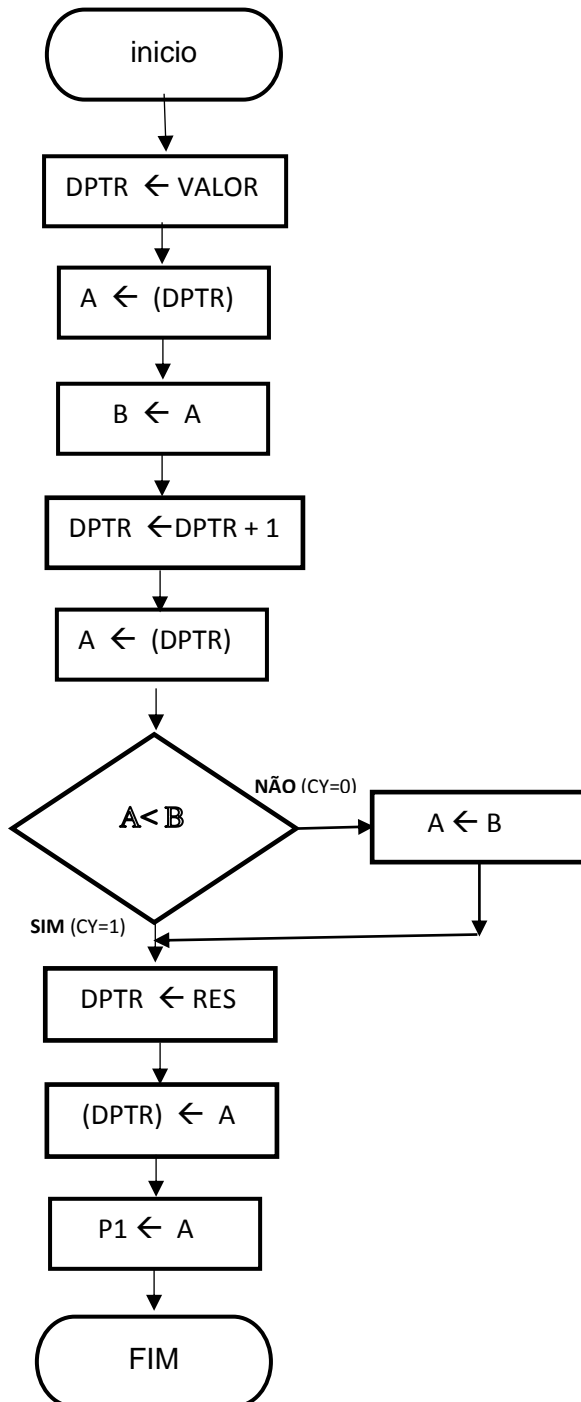 inicio
DPTR ← VALOR
A ← (DPTR)
B ← A
DPTR ←DPTR + 1
A ← (DPTR)
A< B
NÃO (CY=0)
A ← B
SIM (CY=1)
DPTR ← RES
(DPTR) ← A
P1 ← A
FIM